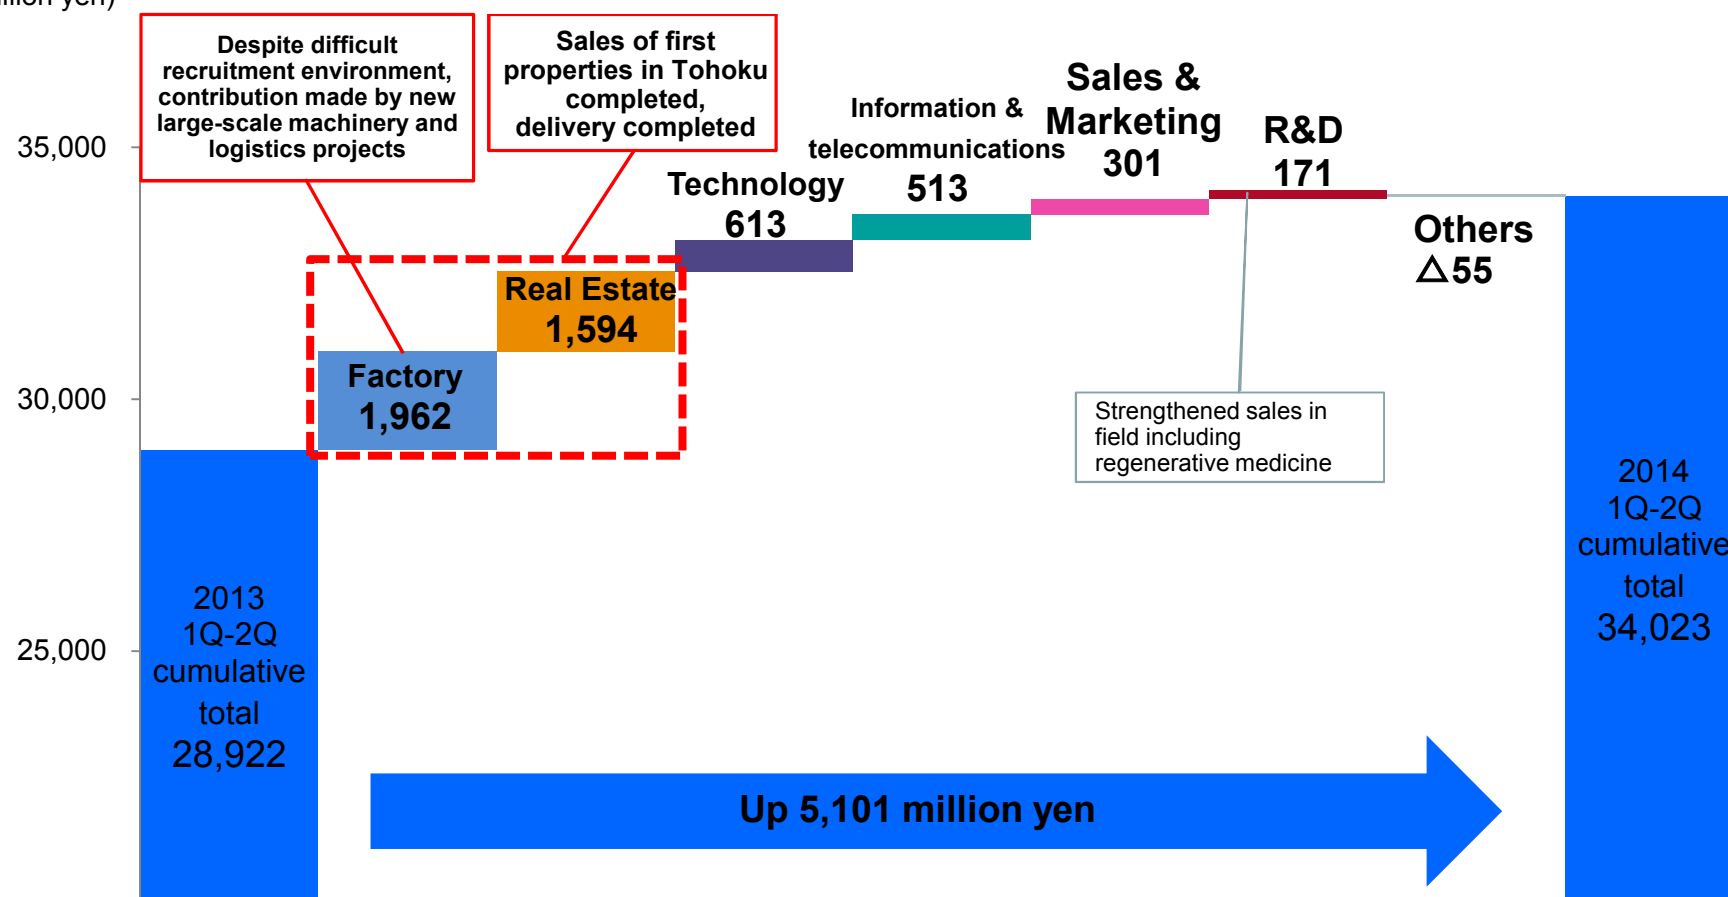 Despite difficult
recruitment environment,
contribution made by new
large-scale machinery and
logistics projects
Sales of first
properties in Tohoku
completed,
delivery completed
35,000
30,000
25,000
2013
1Q-2Q
cumulative
total
28,922
Factory
1,962
Real Estate
1,594
Technology
613
Information &
telecommunications
513
Sales &
Marketing
301
R&D
171
Others
△55
Strengthened sales in
field including
regenerative medicine
2014
1Q-2Q
cumulative
total
34,023
Up 5,101 million yen